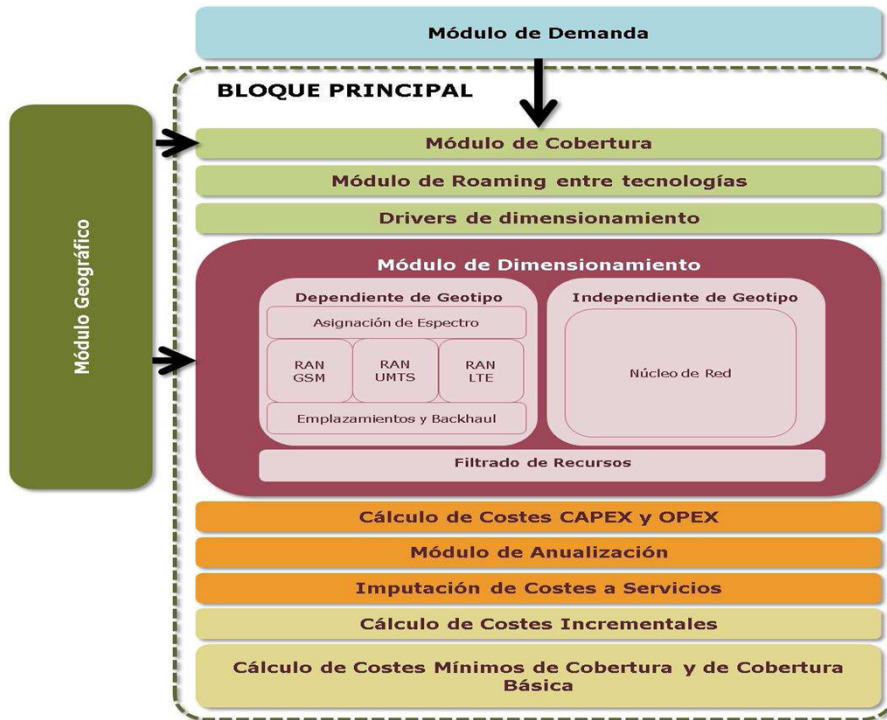 Módulo de Demanda
BLOQUE PRINCIPAL
Módulo Geográfico
Módulo de Cobertura
Módulo de Roaming entre tecnologías
Drivers de dimensionamiento
Módulo de Dimensionamiento
Dependiente de Geotipo
Asignación de Espectro
RAN
GSM
RAN
UMTS
RAN
LTE
Emplazamientos y Backhaul
Independiente de Geotipo
Núcleo de Red
Filtrado de Recursos
Cálculo de Costes CAPEX y OPEX
Módulo de Anualización
Imputación de Costes a Servicios
Cálculo de Costes Incrementales
Cálculo de Costes Mínimos de Cobertura y de Cobertura
Básica